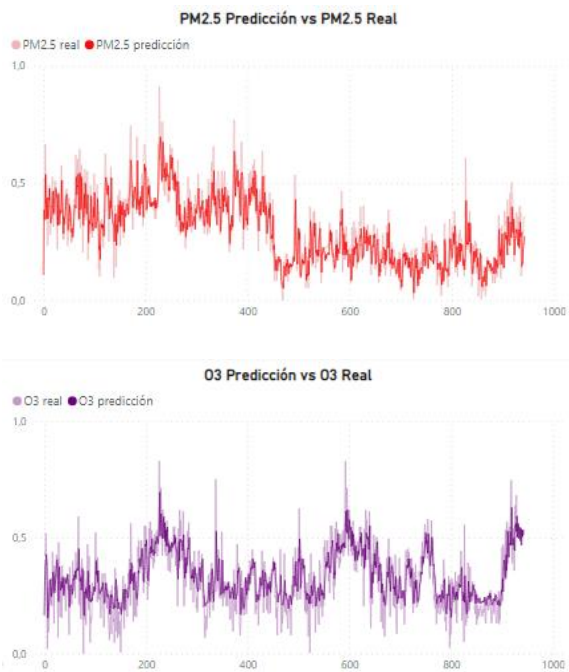 PM2.5 Predicción vs PM2.5 Real
PM2.5 real PM2.5 predicción
1,0
0,5
0,0
0 200 400 600 800 1000
O3 Predicción vs O3 Real
O3 real O3 predicción
1,0
0,5
0,0
0 200 400 600 800 1000